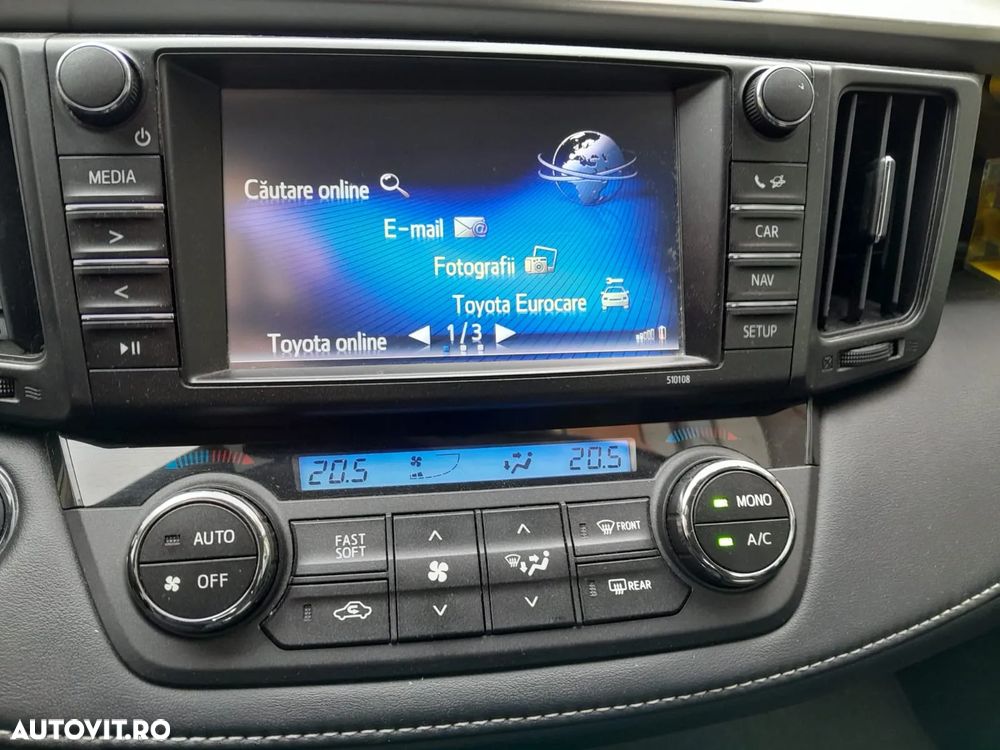 MEDIA
Căutare online
E-mail
Fotografii
Toyota Eurocare
Toyota online
1/3
CAR
NAV
SETUP
510108
20.5
20.5
AUTO
OFF
FAST
SOFT
FRONT
REAR
MONO
A/C
AUTOVIT.RO